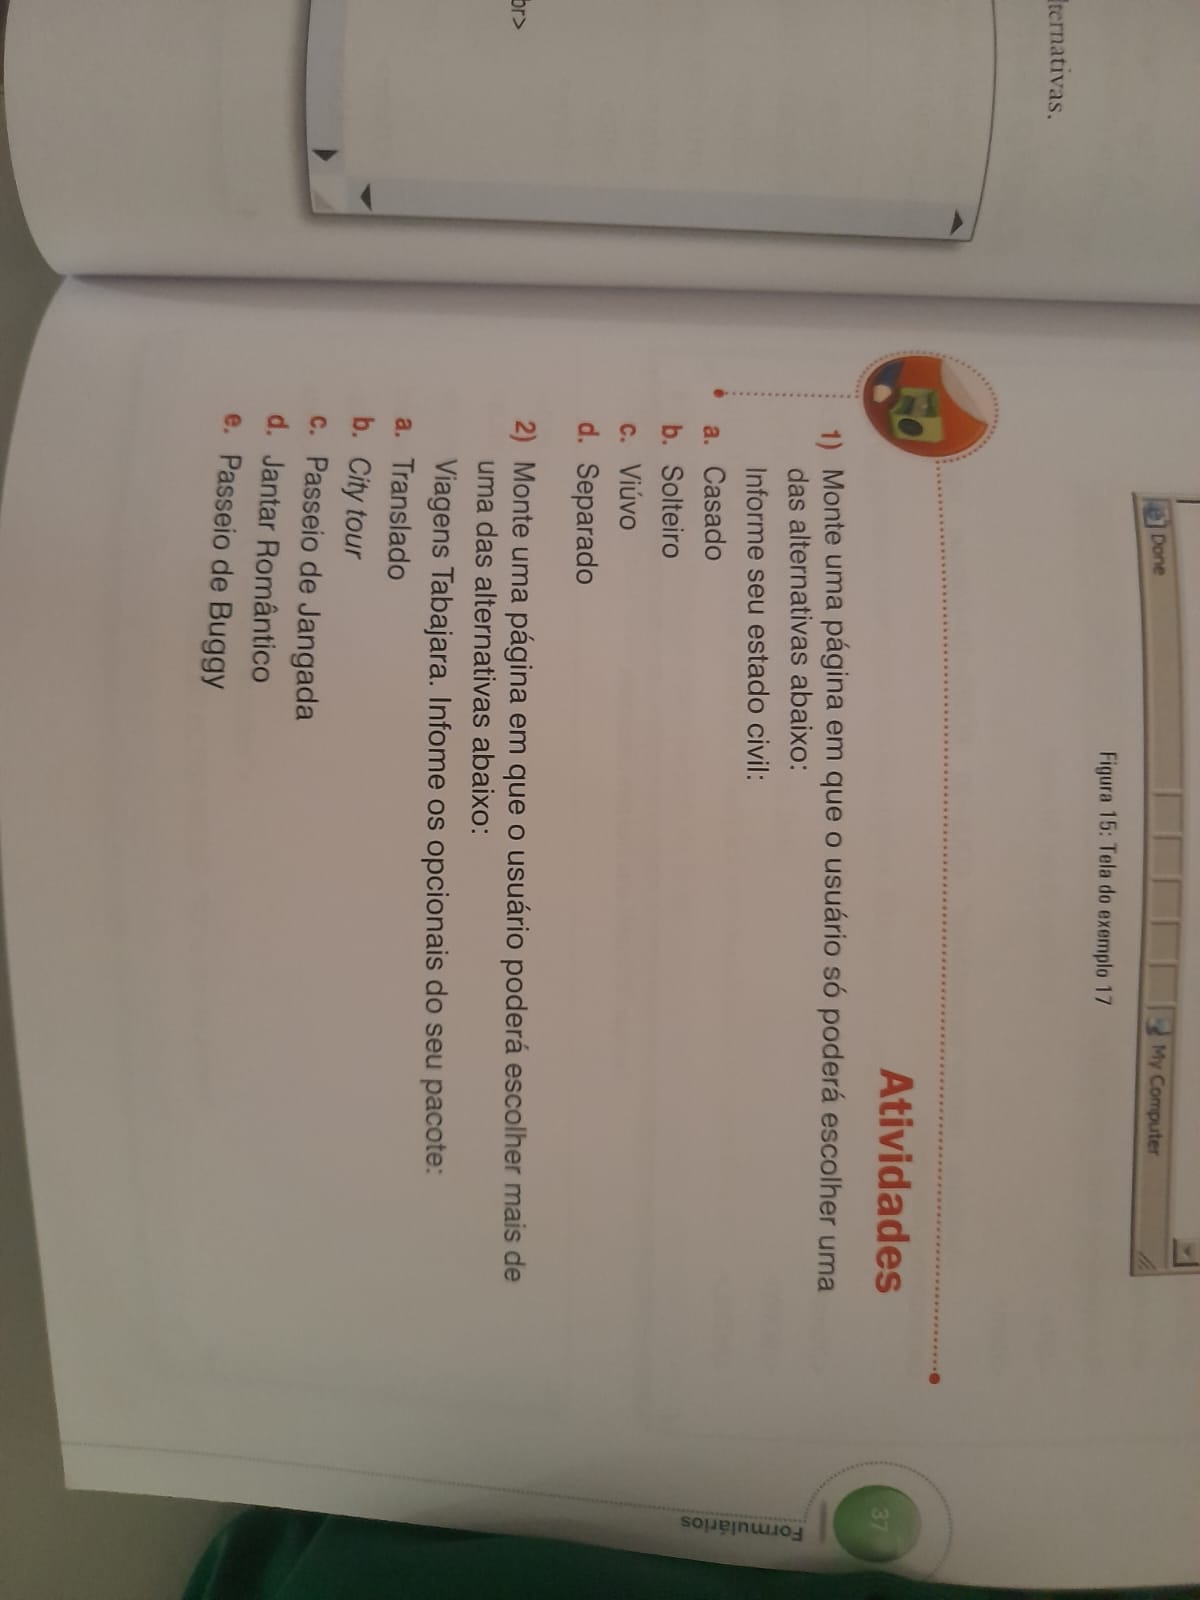 lternativas.
br>
Done
My Computer
Figura 15: Tela do exemplo 17
Atividades
1) Monte uma página em que o usuário só poderá escolher uma
das alternativas abaixo:
Informe seu estado civil:
a. Casado
b. Solteiro
c. Viúvo
d. Separado
2) Monte uma página em que o usuário poderá escolher mais de
uma das alternativas abaixo:
Viagens Tabajara. Infome os opcionais do seu pacote:
a. Translado
b. City tour
c. Passeio de Jangada
d. Jantar Romântico
e. Passeio de Buggy
37
Formulários